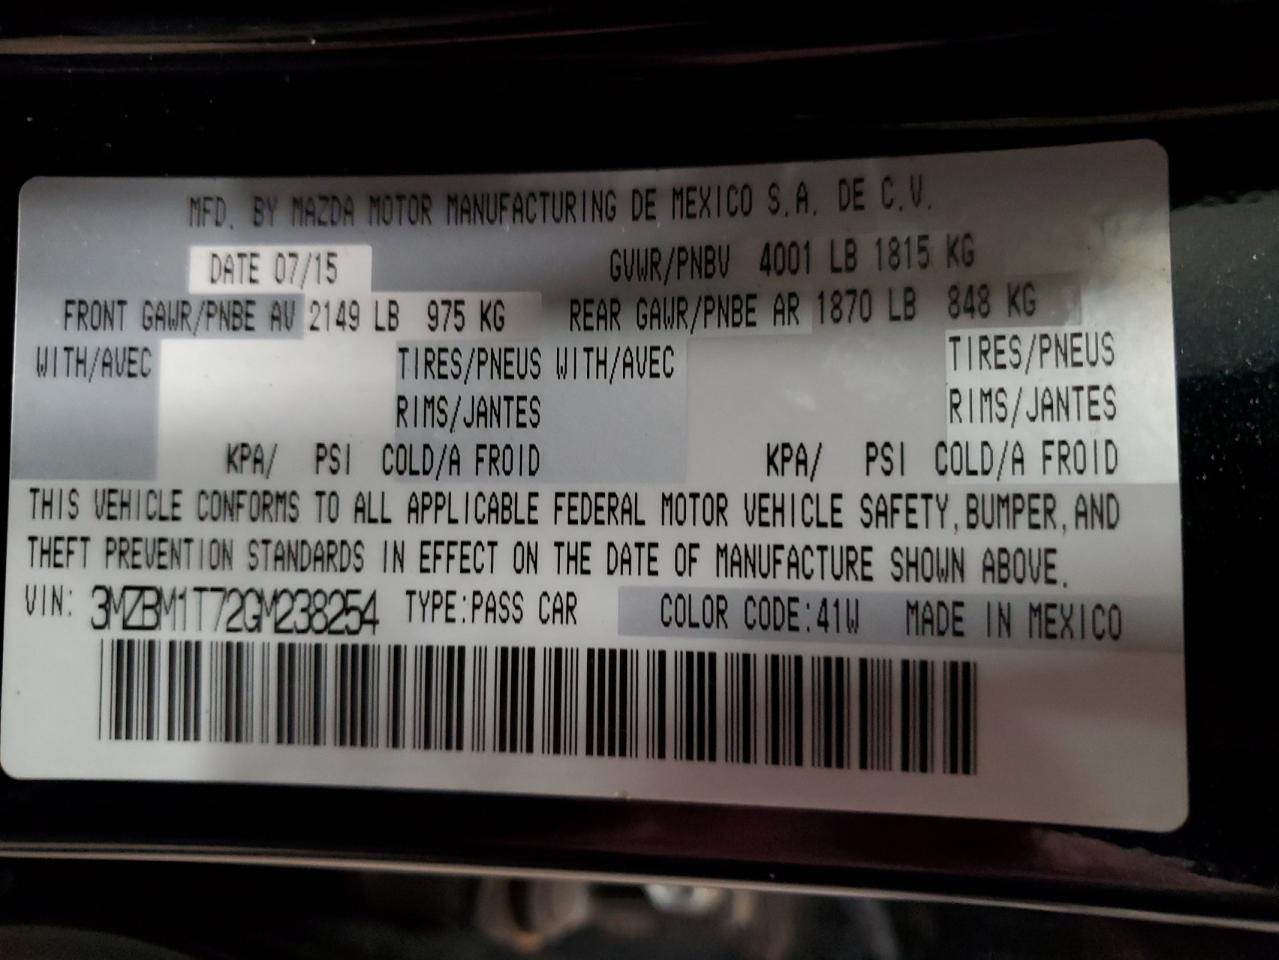 MFD. BY MAZDA MOTOR MANUFACTURING DE MEXICO S.A. DE C.V.
DATE 07/15 GVWR/PNBV 4001 LB 1815 KG
FRONT GAWR/PNBE AV 2149 LB 975 KG REAR GAWR/PNBE AR 1870 LB 848 KG
WITH/AVEC TIRES/PNEUS WITH/AVEC TIRES/PNEUS
RIMS/JANTES RIMS/JANTES
KPA/ PSI COLD/A FROID KPA/ PSI COLD/A FROID
THIS VEHICLE CONFORMS TO ALL APPLICABLE FEDERAL MOTOR VEHICLE SAFETY, BUMPER, AND
THEFT PREVENTION STANDARDS IN EFFECT ON THE DATE OF MANUFACTURE SHOWN ABOVE.
VIN: 3MZBM1T72GM238254 TYPE:PASS CAR COLOR CODE:41W MADE IN MEXICO